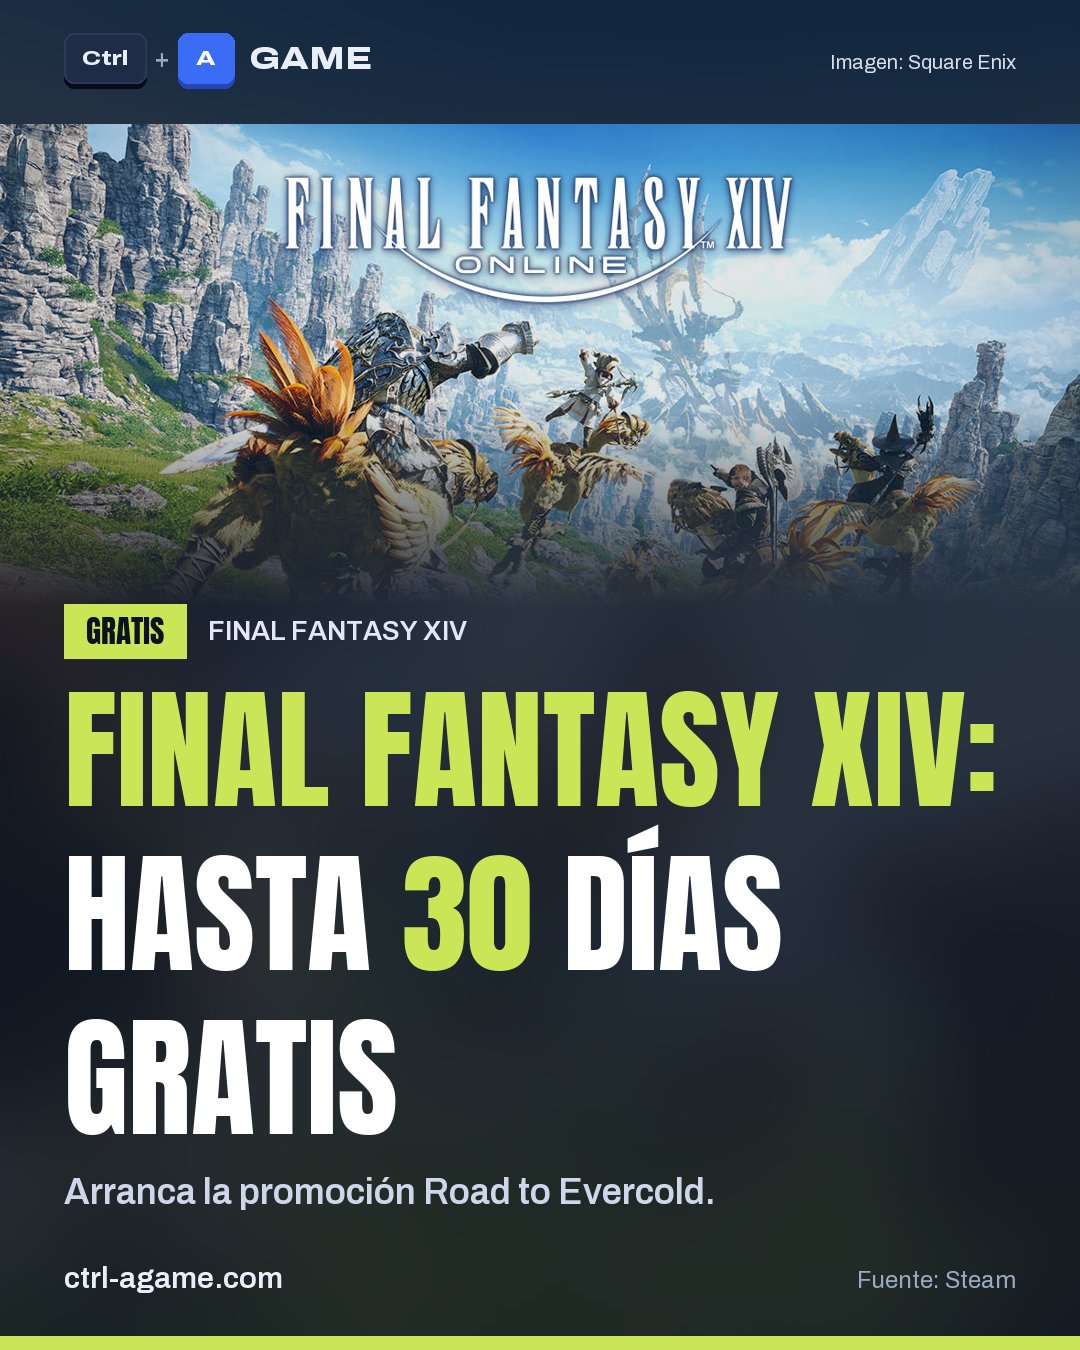 Ctrl + A GAME
Imagen: Square Enix
FINAL FANTASY XIV
ONLINE
GRATIS
FINAL FANTASY XIV
FINAL FANTASY XIV:
HASTA 30 DÍAS
GRATIS
Arranca la promoción Road to Evercold.
ctrl-agame.com
Fuente: Steam